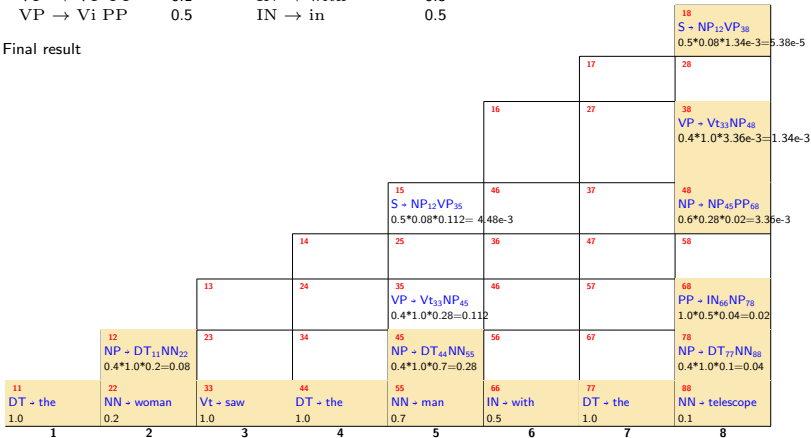 VP → Vi PP 0.5 IN → in 0.5
Final result
18
S → NP₁₂VP₃₈
0.5*0.08*1.34e-3=5.38e-5
17 28
16 27 38
VP → Vt₃₃NP₄₈
0.4*1.0*3.36e-3=1.34e-3
15 46 37 48
S → NP₁₂VP₃₅ NP → NP₄₅PP₆₈
0.5*0.08*0.112= 4.48e-3 0.6*0.28*0.02=3.36e-3
14 25 36 47 58
13 24 35 46 57 68
VP → Vt₃₃NP₄₅ PP → IN₆₆NP₇₈
0.4*1.0*0.28=0.112 1.0*0.5*0.04=0.02
12 23 34 45 56 67 78
NP → DT₁₁NN₂₂ NP → DT₄₄NN₅₅ NP → DT₇₇NN₈₈
0.4*1.0*0.2=0.08 0.4*1.0*0.7=0.28 0.4*1.0*0.1=0.04
11 22 33 44 55 66 77 88
DT → the NN → woman Vt → saw DT → the NN → man IN → with DT → the NN → telescope
1.0 0.2 1.0 1.0 0.7 0.5 1.0 0.1
1 2 3 4 5 6 7 8